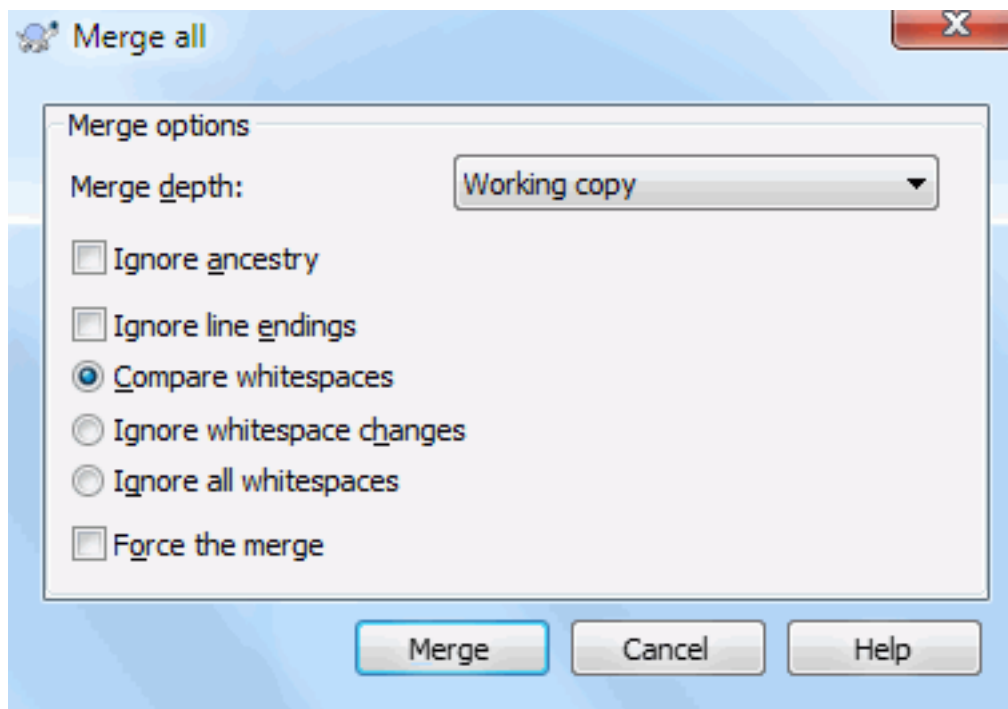 Merge all
Merge options
Merge depth: Working copy
Ignore ancestry
Ignore line endings
Compare whitespaces
Ignore whitespace changes
Ignore all whitespaces
Force the merge
Merge Cancel Help